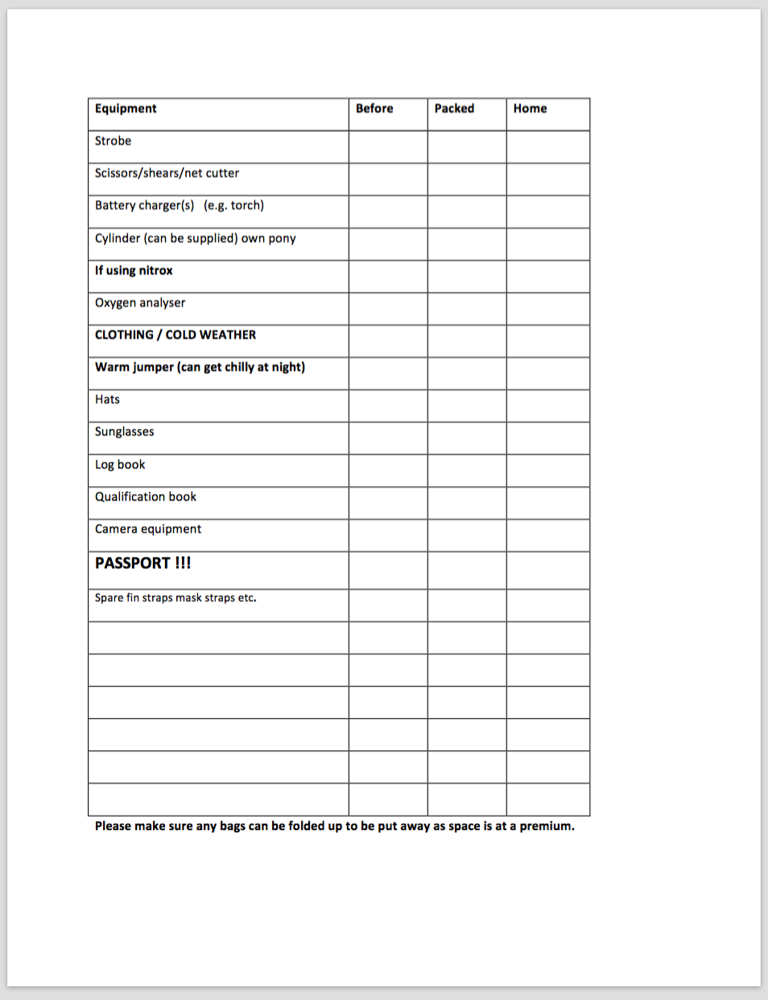 Equipment Before Packed Home
Strobe
Scissors/shears/net cutter
Battery charger(s) (e.g. torch)
Cylinder (can be supplied) own pony
If using nitrox
Oxygen analyser
CLOTHING / COLD WEATHER
Warm jumper (can get chilly at night)
Hats
Sunglasses
Log book
Qualification book
Camera equipment
PASSPORT !!!
Spare fin straps mask straps etc.
Please make sure any bags can be folded up to be put away as space is at a premium.